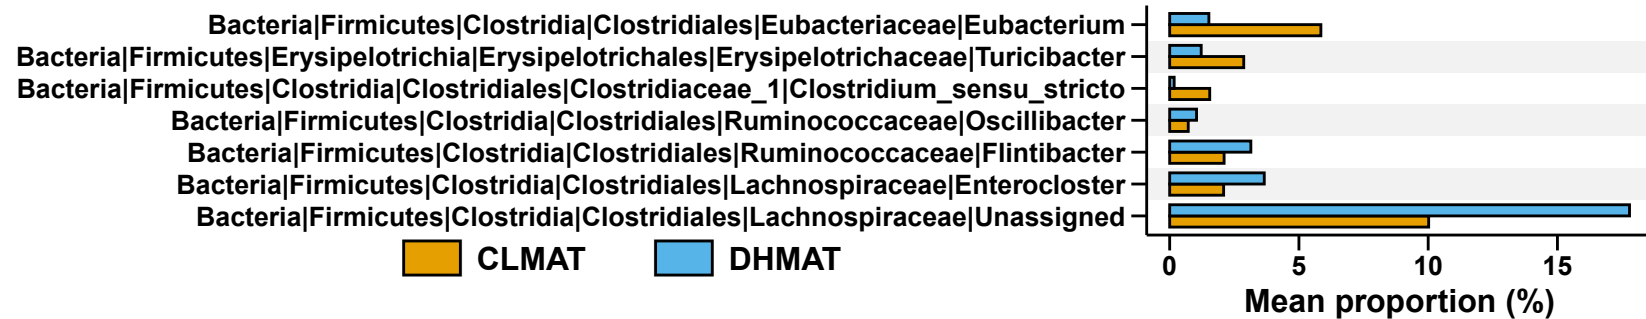 Bacteria|Firmicutes|Clostridia|Clostridiales|Eubacteriaceae|Eubacterium
Bacteria|Firmicutes|Erysipelotrichia|Erysipelotrichales|Erysipelotrichaceae|Turicibacter
Bacteria|Firmicutes|Clostridia|Clostridiales|Clostridiaceae_1|Clostridium_sensu_stricto
Bacteria|Firmicutes|Clostridia|Clostridiales|Ruminococcaceae|Oscillibacter
Bacteria|Firmicutes|Clostridia|Clostridiales|Ruminococcaceae|Flintibacter
Bacteria|Firmicutes|Clostridia|Clostridiales|Lachnospiraceae|Enterocloster
Bacteria|Firmicutes|Clostridia|Clostridiales|Lachnospiraceae|Unassigned
CLMAT DHMAT
0 5 10 15
Mean proportion (%)